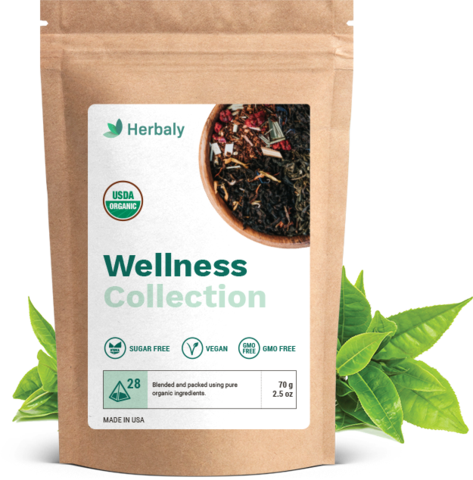 Herbaly
USDA
ORGANIC
Wellness
Collection
SUGAR FREE
VEGAN
GMO
FREE
GMO FREE
28
Blended and packed using pure
organic ingredients.
70 g
2.5 oz
MADE IN USA